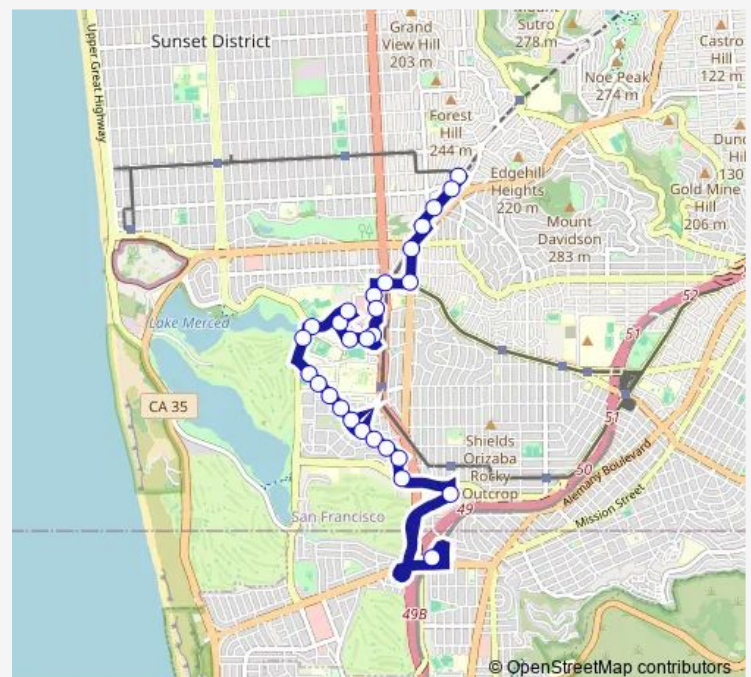 Sunset District
Grand
View Hill
203 m
Sutro
278 m
Noe Peak
274 m
Castro
Hill
122 m
Forest
Hill
244 m
Upper Great Highway
Edgehill
Heights
220 m
Gold Mine
Hill
206 m
130
Mount
Davidson
283 m
Lake Merced
52
51
CA 35
51
Shields
Orizaba
Rocky
Outcrop
50
Alemany Boulevard
49
Mission Street
San Francisco
49B
© OpenStreetMap contributors